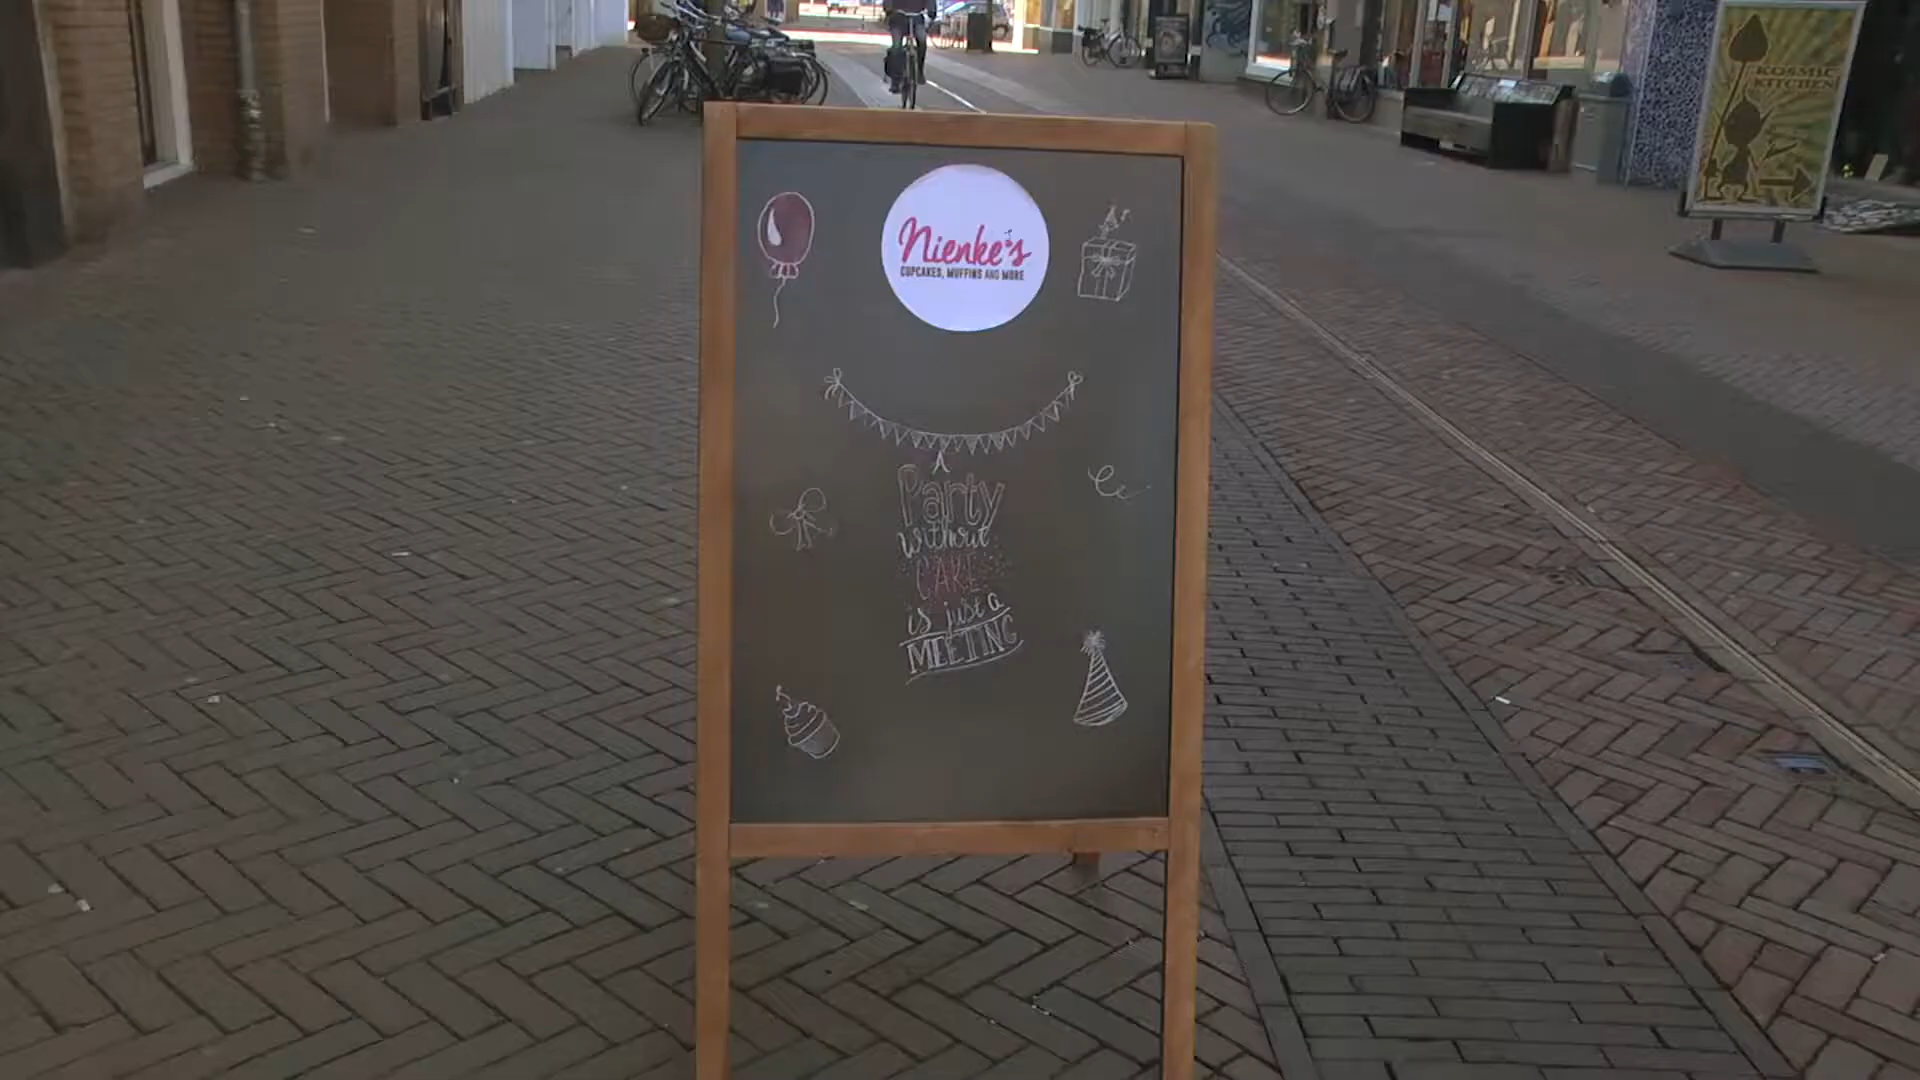 Nienke's
CUPCAKES, MUFFINS AND MORE
A
Party
without
CAKE
is just a
MEETING
KOSMIC
KITCHEN